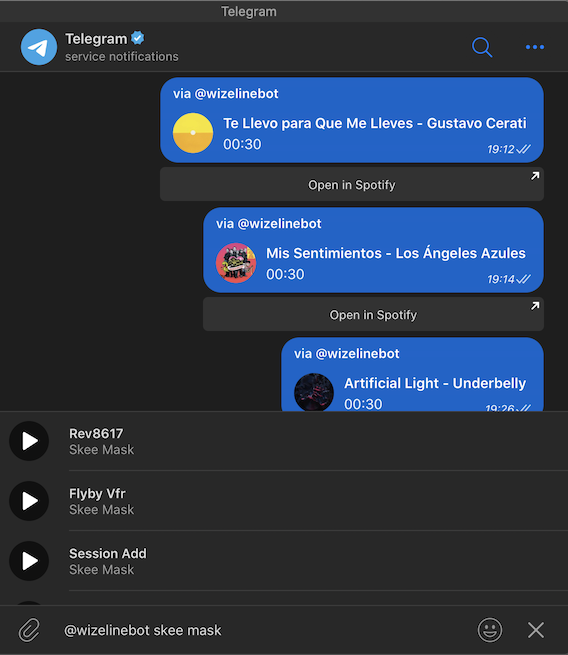 Telegram
Telegram
service notifications
via @wizelinebot
Te Llevo para Que Me Lleves - Gustavo Cerati
00:30
19:12
Open in Spotify
via @wizelinebot
Mis Sentimientos - Los Ángeles Azules
00:30
19:14
Open in Spotify
via @wizelinebot
Artificial Light - Underbelly
00:30
19:26
Rev8617
Skee Mask
Flyby Vfr
Skee Mask
Session Add
Skee Mask
@wizelinebot skee mask